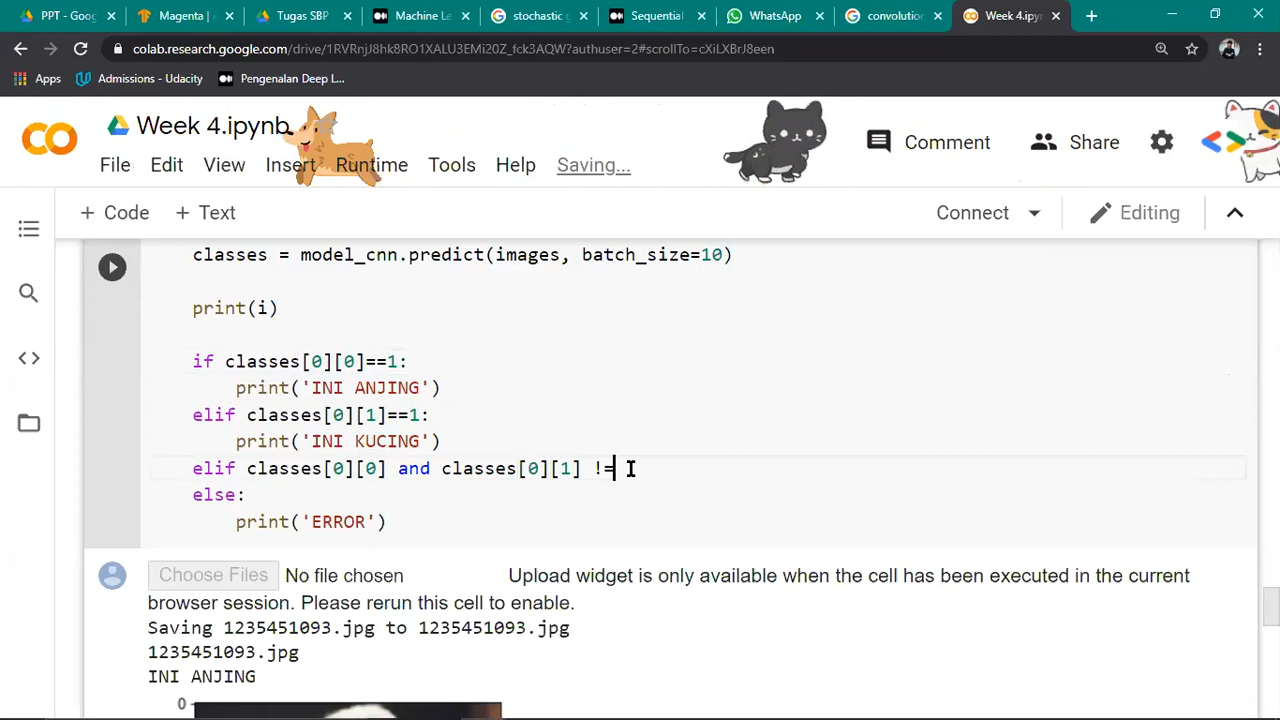 PPT - Goog
Magenta |
Tugas SBP
Machine Le
stochastic g
Sequential
WhatsApp
convolution
Week 4.ipyn
colab.research.google.com/drive/1RVRnjJ8hk8RO1XALU3EMi20Z_fck3AQW?authuser=2#scrollTo=cXiLXBrJ8een
Apps
Admissions - Udacity
Pengenalan Deep L...
Week 4.ipynb
Comment
Share
File Edit View Insert Runtime Tools Help Saving...
+ Code + Text
Connect
Editing
classes = model_cnn.predict(images, batch_size=10)
print(i)
if classes[0][0]==1:
print('INI ANJING')
elif classes[0][1]==1:
print('INI KUCING')
elif classes[0][0] and classes[0][1] !=
else:
print('ERROR')
Choose Files No file chosen Upload widget is only available when the cell has been executed in the current
browser session. Please rerun this cell to enable.
Saving 1235451093.jpg to 1235451093.jpg
1235451093.jpg
INI ANJING
0